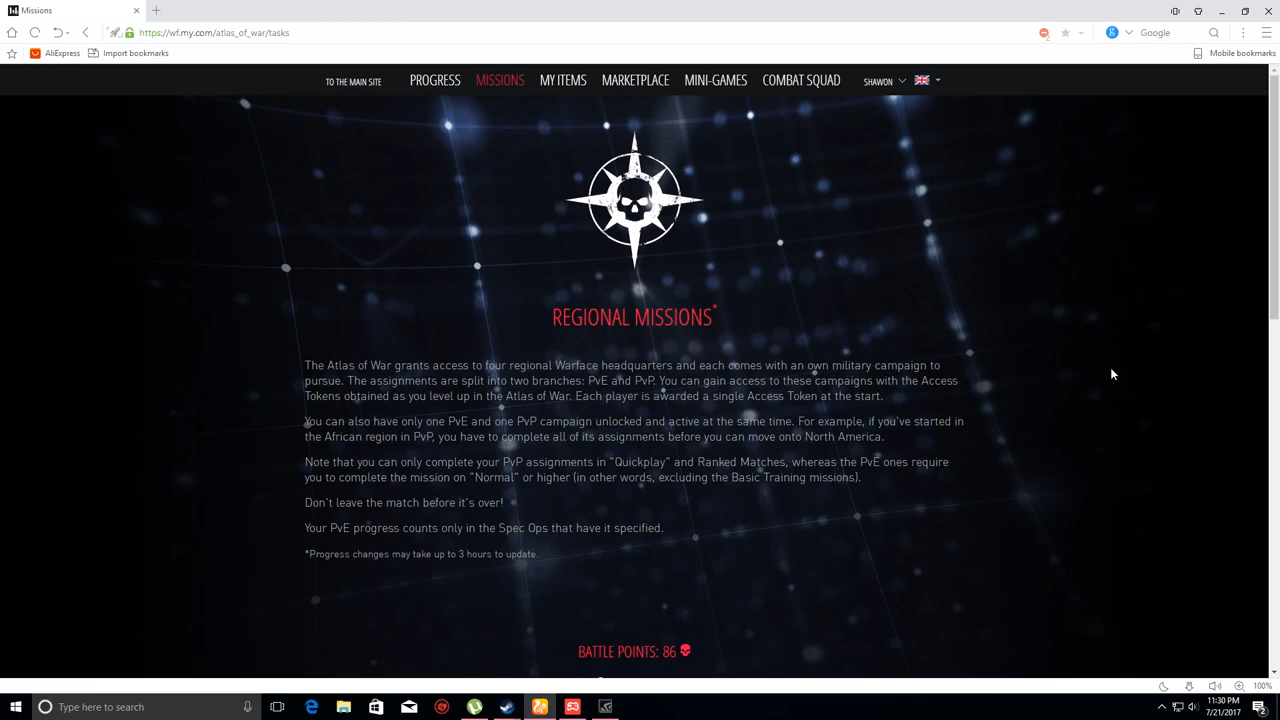 Missions
https://wf.my.com/atlas_of_war/tasks
Google
AliExpress
Import bookmarks
Mobile bookmarks
TO THE MAIN SITE
PROGRESS
MISSIONS
MY ITEMS
MARKETPLACE
MINI-GAMES
COMBAT SQUAD
SHAWON
REGIONAL MISSIONS*
The Atlas of War grants access to four regional Warface headquarters and each comes with an own military campaign to
pursue. The assignments are split into two branches: PvE and PvP. You can gain access to these campaigns with the Access
Tokens obtained as you level up in the Atlas of War. Each player is awarded a single Access Token at the start.
You can also have only one PvE and one PvP campaign unlocked and active at the same time. For example, if you've started in
the African region in PvP, you have to complete all of its assignments before you can move onto North America.
Note that you can only complete your PvP assignments in "Quickplay" and Ranked Matches, whereas the PvE ones require
you to complete the mission on "Normal" or higher (in other words, excluding the Basic Training missions).
Don't leave the match before it's over!
Your PvE progress counts only in the Spec Ops that have it specified.
*Progress changes may take up to 3 hours to update.
BATTLE POINTS: 86
100%
Type here to search
11:30 PM
7/21/2017
2